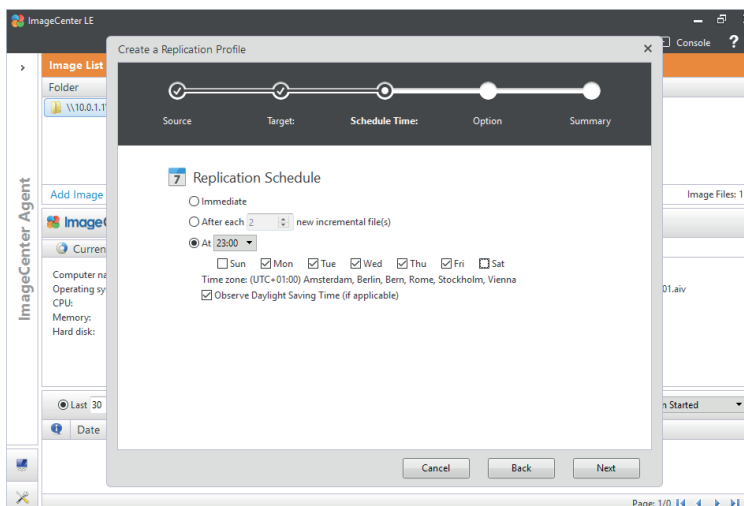 ImageCenter LE
Console ?
Create a Replication Profile
Image List
Folder
\\10.0.1.1
Source Target: Schedule Time: Option Summary
7 Replication Schedule
Immediate
After each 2 new incremental file(s)
At 23:00
Sun Mon Tue Wed Thu Fri Sat
Time zone: (UTC+01:00) Amsterdam, Berlin, Bern, Rome, Stockholm, Vienna
Observe Daylight Saving Time (if applicable)
Add Image
Image Files: 1
ImageCenter Agent
Image
Curren
Computer na
Operating sy
CPU:
Memory:
Hard disk:
01.aiv
Last 30
n Started
Date
Cancel Back Next
Page: 1/0